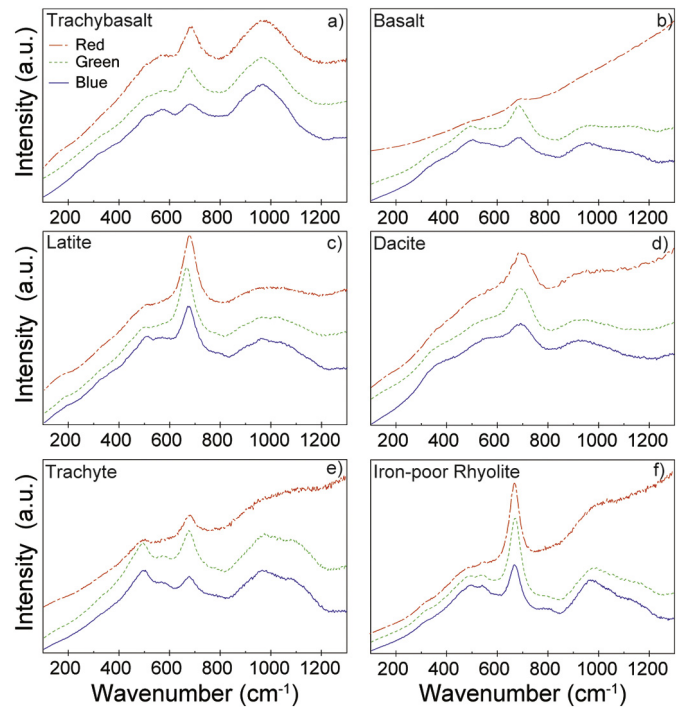 Trachybasalt a)
Red
Green
Blue
Intensity (a.u.)
200 400 600 800 1000 1200
Basalt b)
200 400 600 800 1000 1200
Latite c)
Intensity (a.u.)
200 400 600 800 1000 1200
Dacite d)
200 400 600 800 1000 1200
Trachyte e)
Intensity (a.u.)
200 400 600 800 1000 1200
Wavenumber (cm⁻¹)
Iron-poor Rhyolite f)
200 400 600 800 1000 1200
Wavenumber (cm⁻¹)